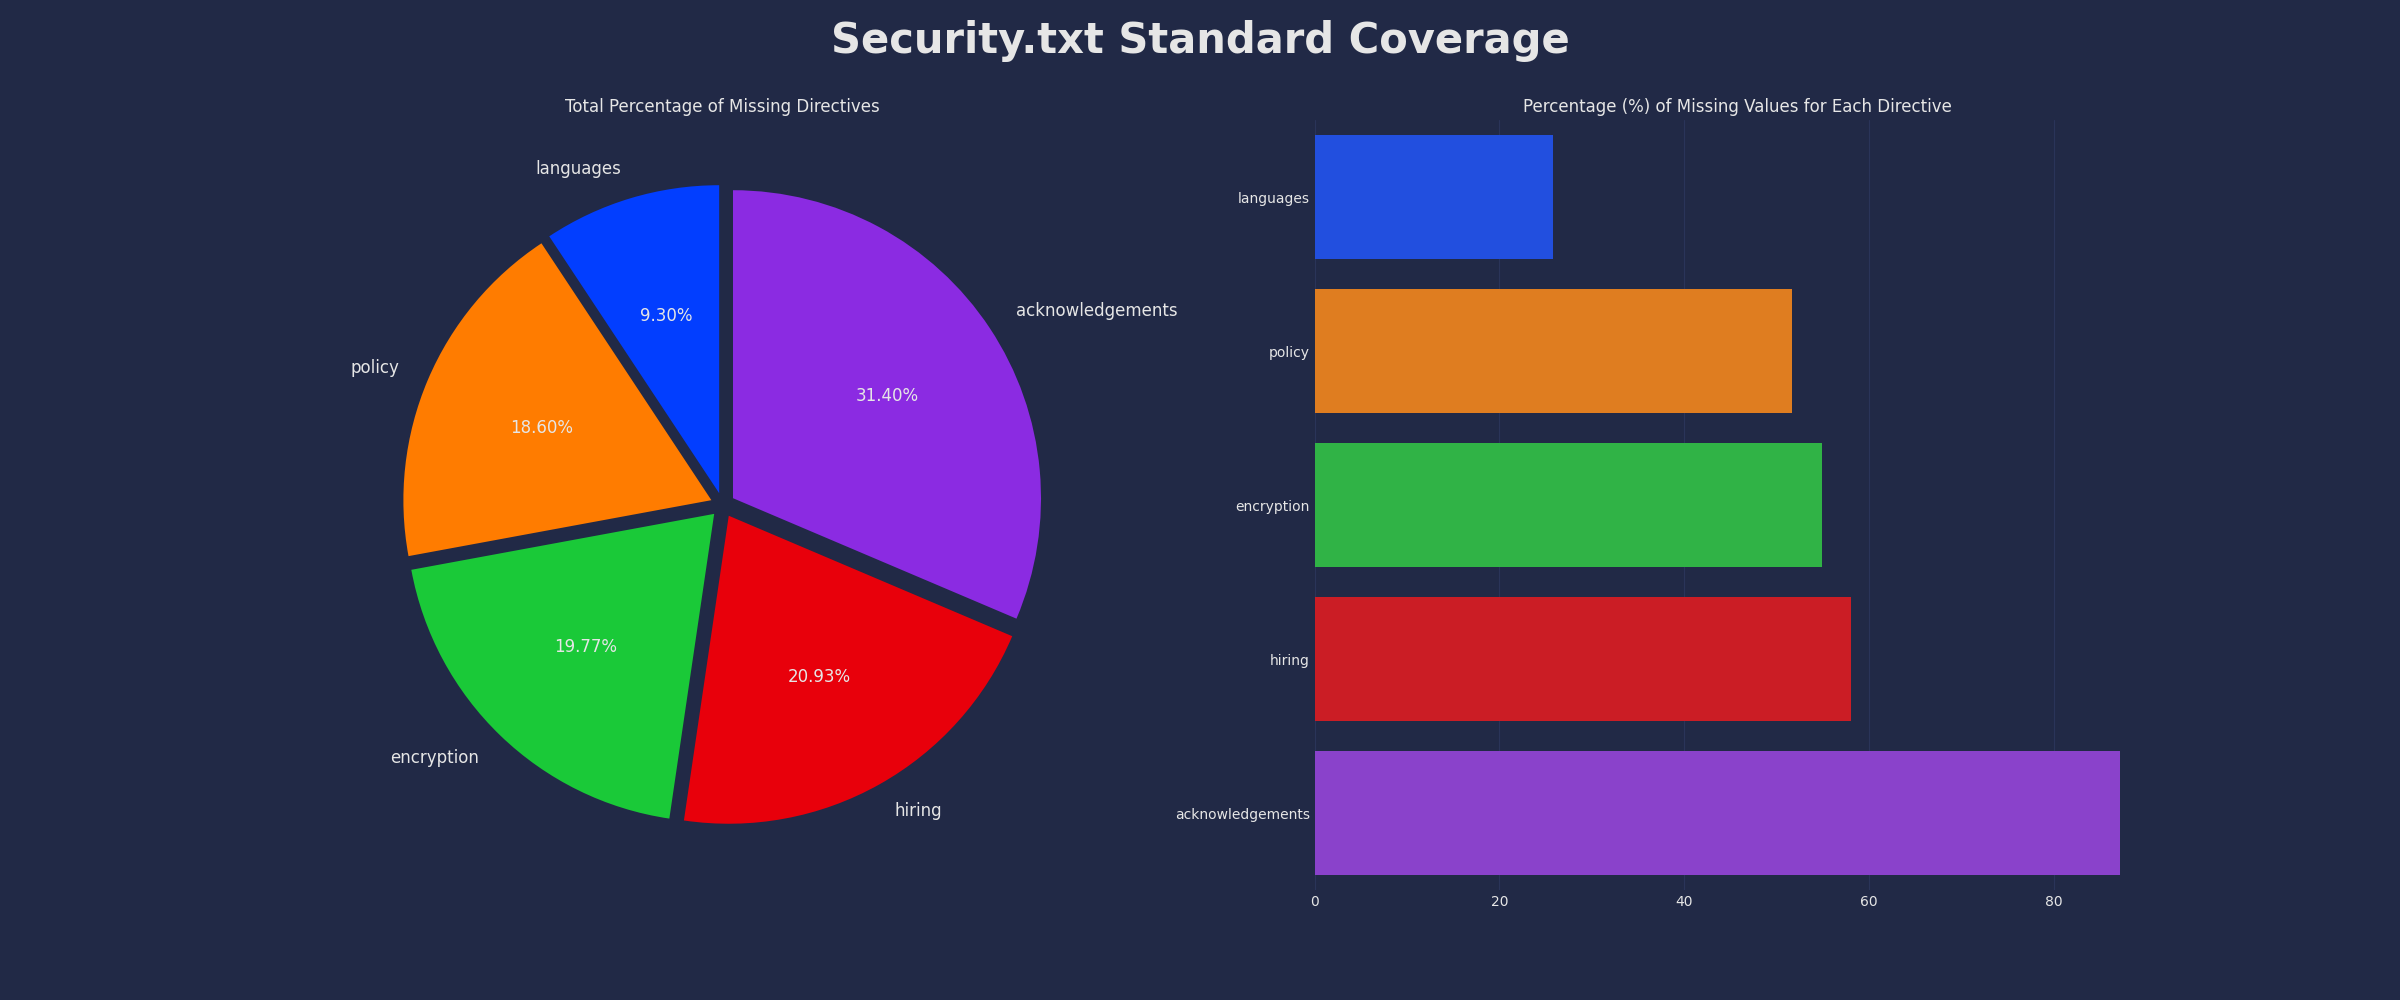 Security.txt Standard Coverage
Total Percentage of Missing Directives
languages
9.30%
acknowledgements
31.40%
policy
18.60%
19.77%
20.93%
encryption
hiring
Percentage (%) of Missing Values for Each Directive
languages
policy
encryption
hiring
acknowledgements
0 20 40 60 80